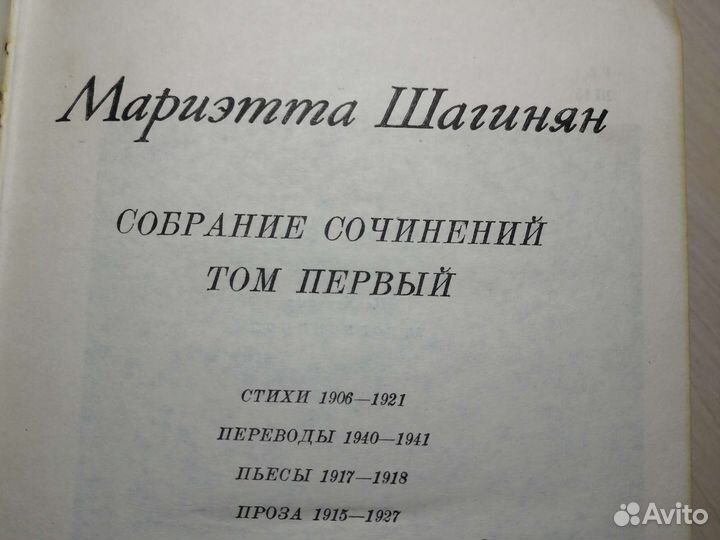 Мариэтта Шагинян
СОБРАНИЕ СОЧИНЕНИЙ
ТОМ ПЕРВЫЙ
СТИХИ 1906—1921
ПЕРЕВОДЫ 1940—1941
ПЬЕСЫ 1917—1918
ПРОЗА 1915—1927
Avito